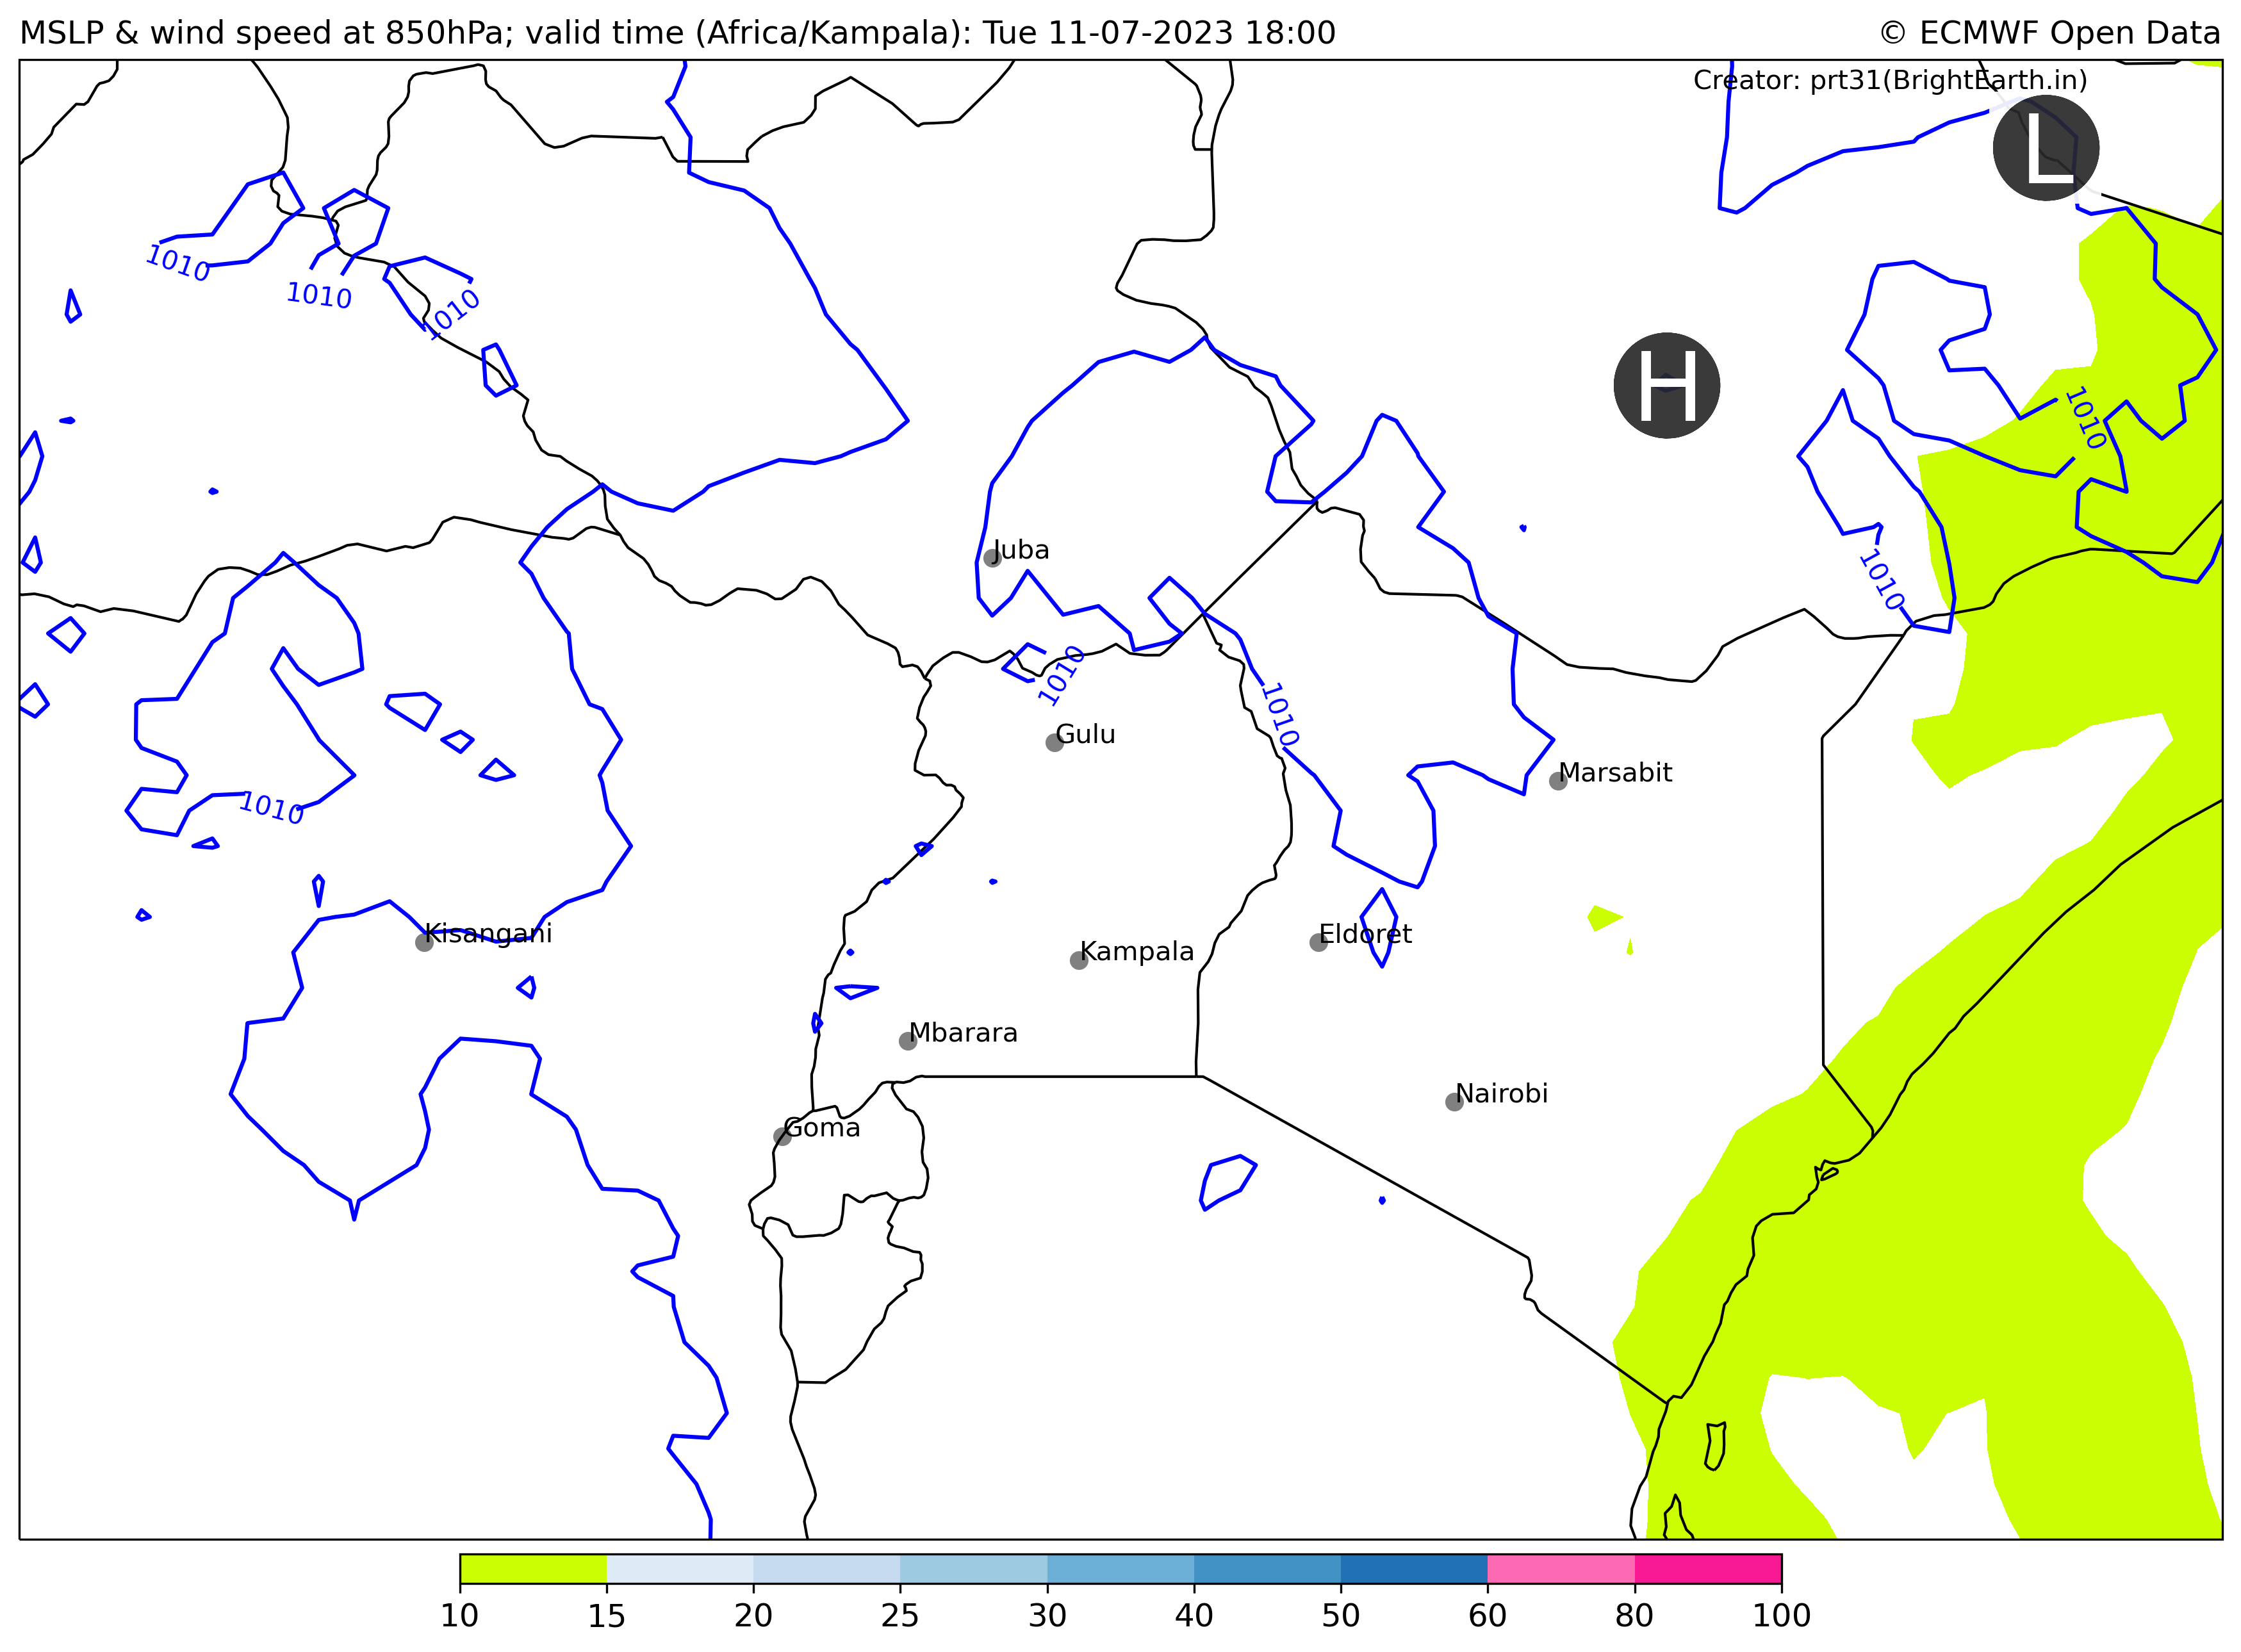 MSLP & wind speed at 850hPa; valid time (Africa/Kampala): Tue 11-07-2023 18:00
© ECMWF Open Data
Creator: prt31(BrightEarth.in)
L
1010
1010
1010
H
1010
Juba
1010
1010
1010
Gulu
Marsabit
1010
Kisangani
Eldoret
Kampala
Mbarara
Nairobi
Goma
10 15 20 25 30 40 50 60 80 100